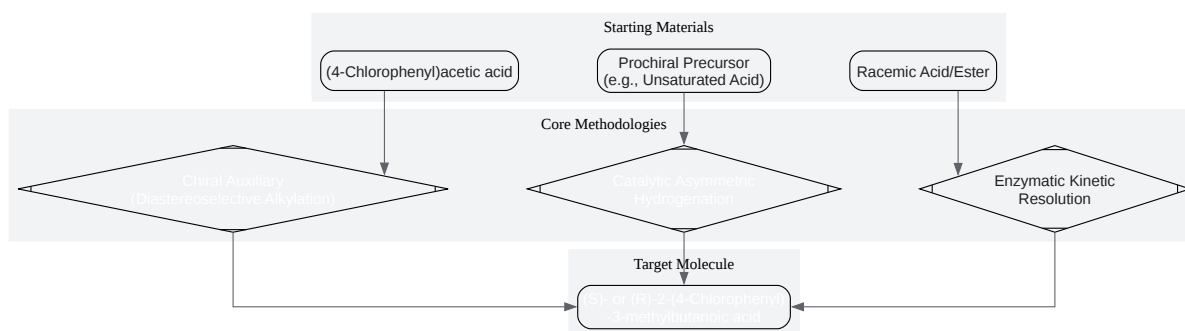 Starting Materials
(4-Chlorophenyl)acetic acid
Prochiral Precursor
(e.g., Unsaturated Acid)
Racemic Acid/Ester
Core Methodologies
Chiral Auxiliary
(Diastereoselective Alkylation)
Catalytic Asymmetric
Hydrogenation
Enzymatic Kinetic
Resolution
Target Molecule
(S)- or (R)-2-(4-Chlorophenyl)
-3-methylbutanoic acid